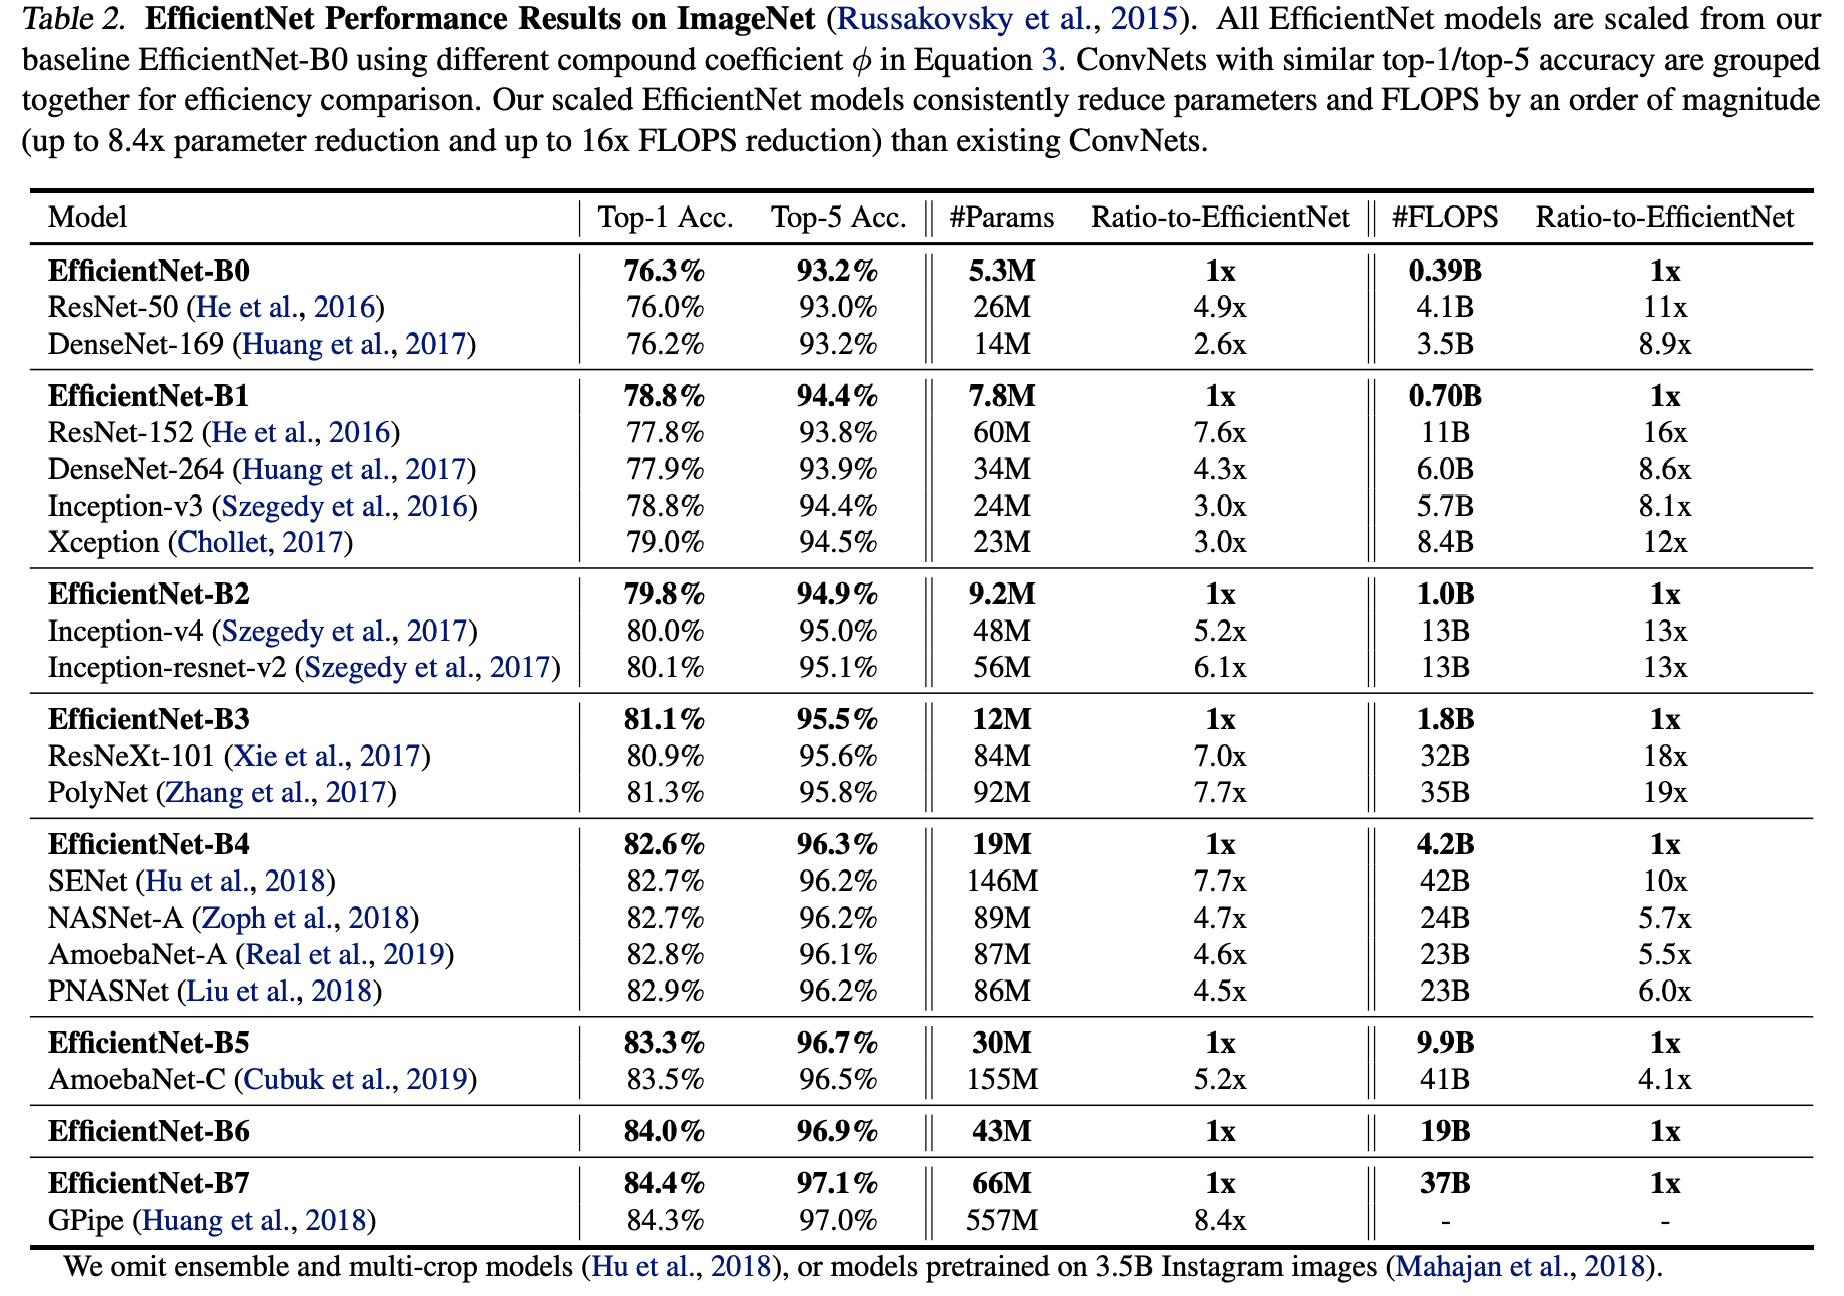 Table 2. EfficientNet Performance Results on ImageNet (Russakovsky et al., 2015). All EfficientNet models are scaled from our
baseline EfficientNet-B0 using different compound coefficient ϕ in Equation 3. ConvNets with similar top-1/top-5 accuracy are grouped
together for efficiency comparison. Our scaled EfficientNet models consistently reduce parameters and FLOPS by an order of magnitude
(up to 8.4x parameter reduction and up to 16x FLOPS reduction) than existing ConvNets.
Model Top-1 Acc. Top-5 Acc. #Params Ratio-to-EfficientNet #FLOPS Ratio-to-EfficientNet
EfficientNet-B0 76.3% 93.2% 5.3M 1x 0.39B 1x
ResNet-50 (He et al., 2016) 76.0% 93.0% 26M 4.9x 4.1B 11x
DenseNet-169 (Huang et al., 2017) 76.2% 93.2% 14M 2.6x 3.5B 8.9x
EfficientNet-B1 78.8% 94.4% 7.8M 1x 0.70B 1x
ResNet-152 (He et al., 2016) 77.8% 93.8% 60M 7.6x 11B 16x
DenseNet-264 (Huang et al., 2017) 77.9% 93.9% 34M 4.3x 6.0B 8.6x
Inception-v3 (Szegedy et al., 2016) 78.8% 94.4% 24M 3.0x 5.7B 8.1x
Xception (Chollet, 2017) 79.0% 94.5% 23M 3.0x 8.4B 12x
EfficientNet-B2 79.8% 94.9% 9.2M 1x 1.0B 1x
Inception-v4 (Szegedy et al., 2017) 80.0% 95.0% 48M 5.2x 13B 13x
Inception-resnet-v2 (Szegedy et al., 2017) 80.1% 95.1% 56M 6.1x 13B 13x
EfficientNet-B3 81.1% 95.5% 12M 1x 1.8B 1x
ResNeXt-101 (Xie et al., 2017) 80.9% 95.6% 84M 7.0x 32B 18x
PolyNet (Zhang et al., 2017) 81.3% 95.8% 92M 7.7x 35B 19x
EfficientNet-B4 82.6% 96.3% 19M 1x 4.2B 1x
SENet (Hu et al., 2018) 82.7% 96.2% 146M 7.7x 42B 10x
NASNet-A (Zoph et al., 2018) 82.7% 96.2% 89M 4.7x 24B 5.7x
AmoebaNet-A (Real et al., 2019) 82.8% 96.1% 87M 4.6x 23B 5.5x
PNASNet (Liu et al., 2018) 82.9% 96.2% 86M 4.5x 23B 6.0x
EfficientNet-B5 83.3% 96.7% 30M 1x 9.9B 1x
AmoebaNet-C (Cubuk et al., 2019) 83.5% 96.5% 155M 5.2x 41B 4.1x
EfficientNet-B6 84.0% 96.9% 43M 1x 19B 1x
EfficientNet-B7 84.4% 97.1% 66M 1x 37B 1x
GPipe (Huang et al., 2018) 84.3% 97.0% 557M 8.4x - -
We omit ensemble and multi-crop models (Hu et al., 2018), or models pretrained on 3.5B Instagram images (Mahajan et al., 2018).